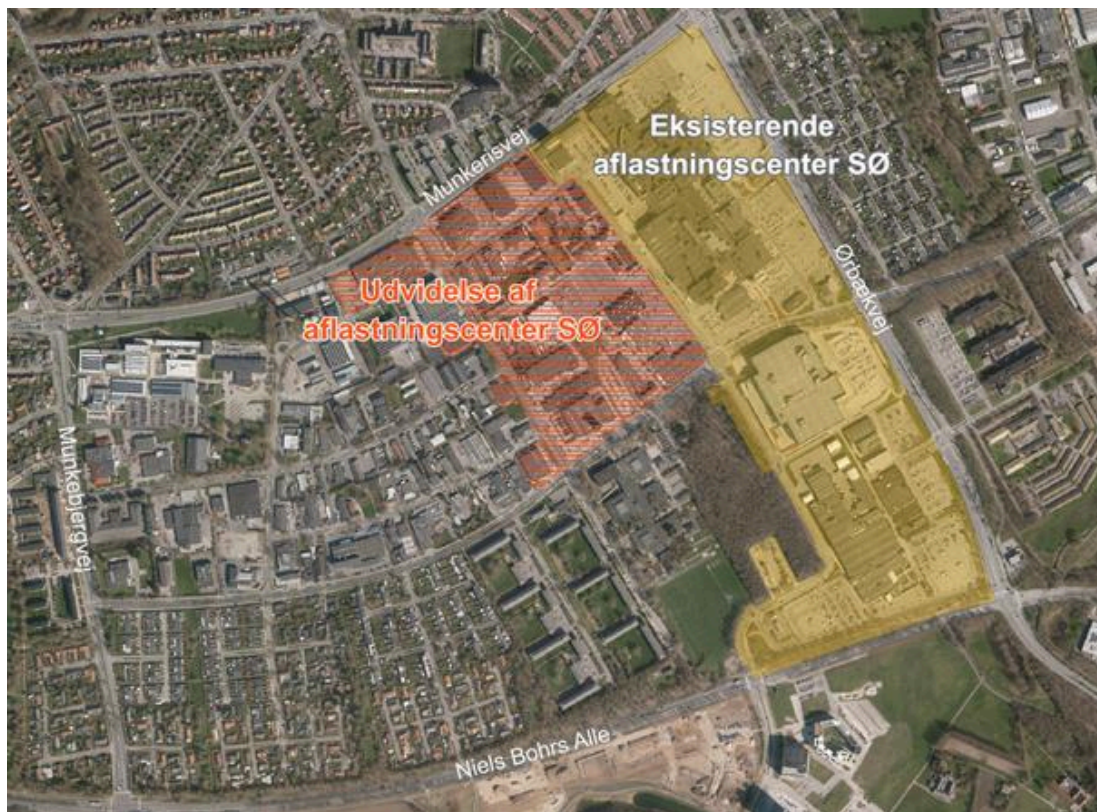 Eksisterende
aflastningscenter SØ
Munkerisvej
Ørbækvej
Udvidelse af
aflastningscenter SØ
Munkebjergvej
Niels Bohrs Alle